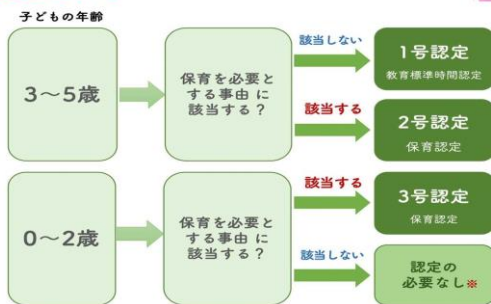 子どもの年齢
3〜5歳
保育を必要と
する事由 に
該当する？
該当しない
1号認定
教育標準時間認定
該当する
2号認定
保育認定
0〜2歳
保育を必要と
する事由 に
該当する？
該当する
3号認定
保育認定
該当しない
認定の
必要なし※